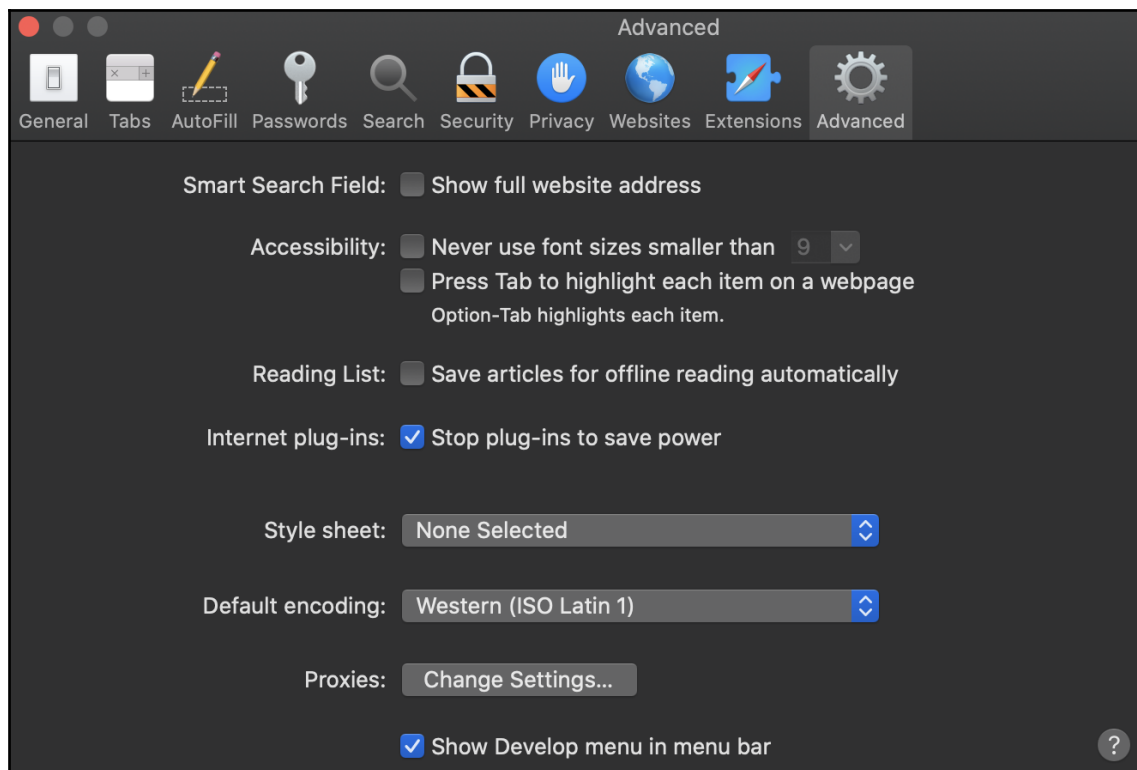 Advanced
General Tabs AutoFill Passwords Search Security Privacy Websites Extensions Advanced
Smart Search Field: Show full website address
Accessibility: Never use font sizes smaller than 9
Press Tab to highlight each item on a webpage
Option-Tab highlights each item.
Reading List: Save articles for offline reading automatically
Internet plug-ins: Stop plug-ins to save power
Style sheet: None Selected
Default encoding: Western (ISO Latin 1)
Proxies: Change Settings...
Show Develop menu in menu bar
?